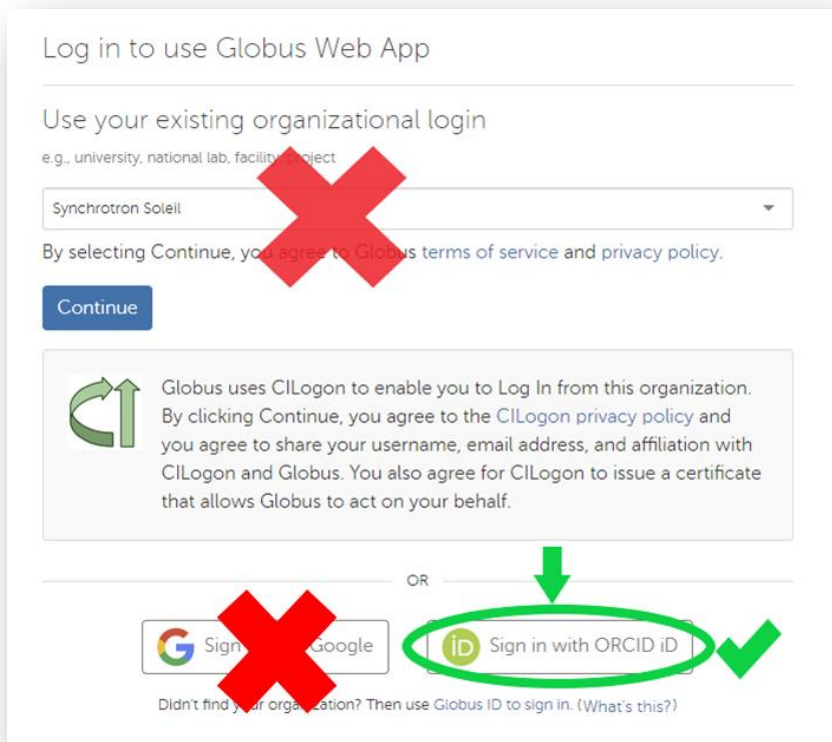 Log in to use Globus Web App
Use your existing organizational login
e.g., university, national lab, facility, project
Synchrotron Soleil
By selecting Continue, you agree to Globus terms of service and privacy policy.
Continue
Globus uses CILogon to enable you to Log In from this organization.
By clicking Continue, you agree to the CILogon privacy policy and
you agree to share your username, email address, and affiliation with
CILogon and Globus. You also agree for CILogon to issue a certificate
that allows Globus to act on your behalf.
OR
Sign Google
iD Sign in with ORCID iD
Didn't find your organization? Then use Globus ID to sign in. (What's this?)